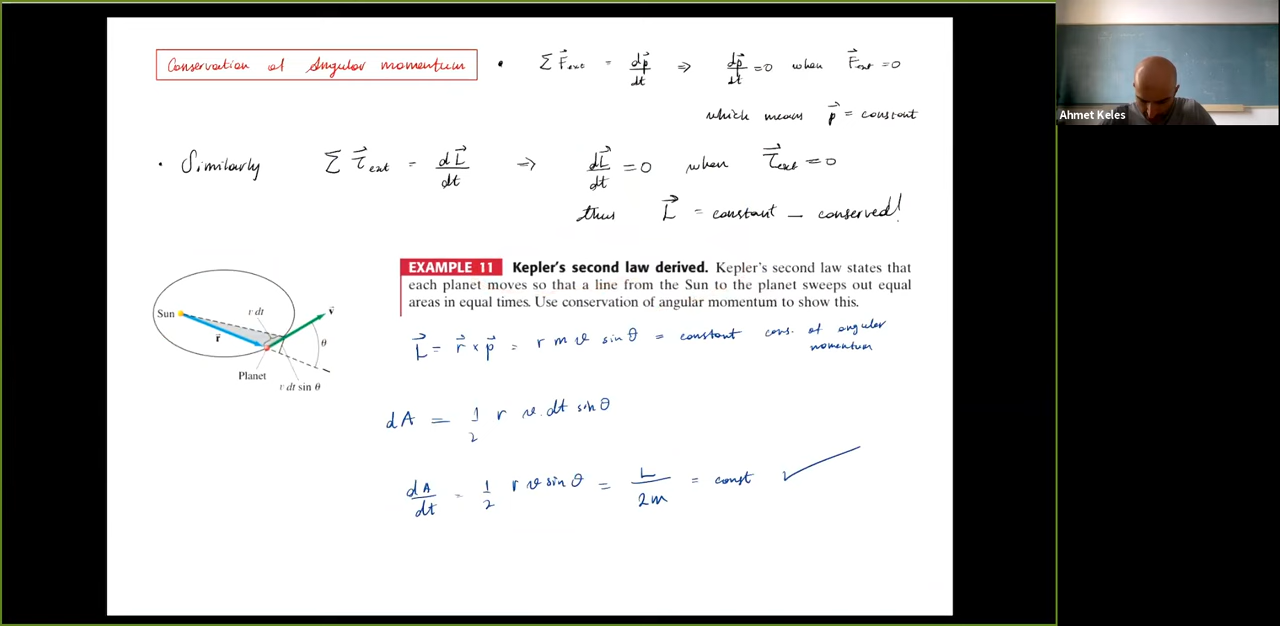 Conservation of Angular momentum
• Σ F⃗ext = dp⃗/dt ⇒ dp⃗/dt = 0 when F⃗ext = 0
which means p⃗ = constant
• Similarly Σ τ⃗ext = dL⃗/dt ⇒ dL⃗/dt = 0 when τ⃗ext = 0
thus L⃗ = constant – conserved!
Sun
v dt
v⃗
r⃗
θ
Planet
v dt sin θ
EXAMPLE 11 Kepler's second law derived. Kepler's second law states that
each planet moves so that a line from the Sun to the planet sweeps out equal
areas in equal times. Use conservation of angular momentum to show this.
L⃗ = r⃗ × p⃗ = r m v sin θ = constant cons. of angular
momentum
dA = 1/2 r v.dt sin θ
dA/dt = 1/2 r v sin θ = L/2m = const ✓
Ahmet Keles